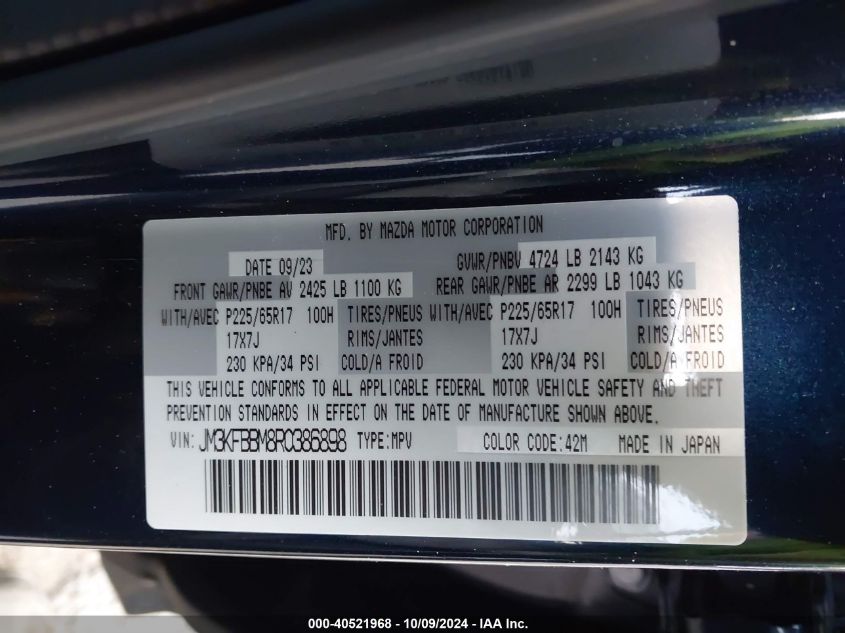 MFD. BY MAZDA MOTOR CORPORATION
DATE 09/23 GVWR/PNBV 4724 LB 2143 KG
FRONT GAWR/PNBE AV 2425 LB 1100 KG REAR GAWR/PNBE AR 2299 LB 1043 KG
WITH/AVEC P225/65R17 100H TIRES/PNEUS WITH/AVEC P225/65R17 100H TIRES/PNEUS
17X7J RIMS/JANTES 17X7J RIMS/JANTES
230 KPA/34 PSI COLD/A FROID 230 KPA/34 PSI COLD/A FROID
THIS VEHICLE CONFORMS TO ALL APPLICABLE FEDERAL MOTOR VEHICLE SAFETY AND THEFT
PREVENTION STANDARDS IN EFFECT ON THE DATE OF MANUFACTURE SHOWN ABOVE.
VIN: JM3KFBBM8R0386898 TYPE:MPV COLOR CODE:42M MADE IN JAPAN
000-40521968 - 10/09/2024 - IAA Inc.